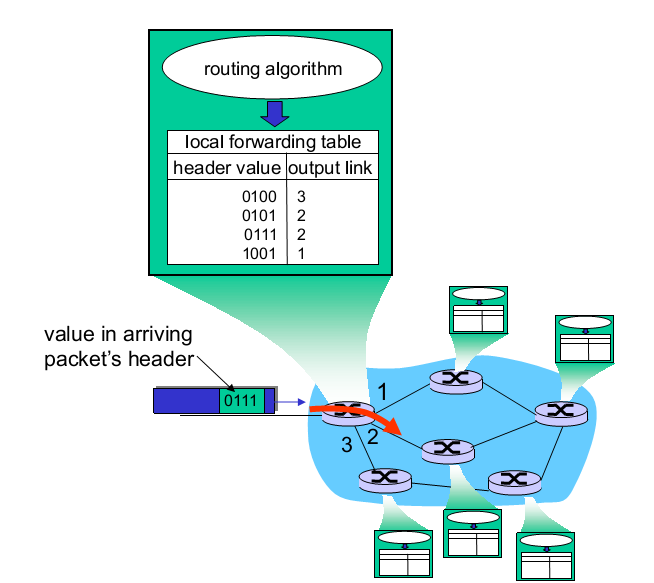 routing algorithm
local forwarding table
header value output link
0100 3
0101 2
0111 2
1001 1
value in arriving
packet's header
0111
1
2
3